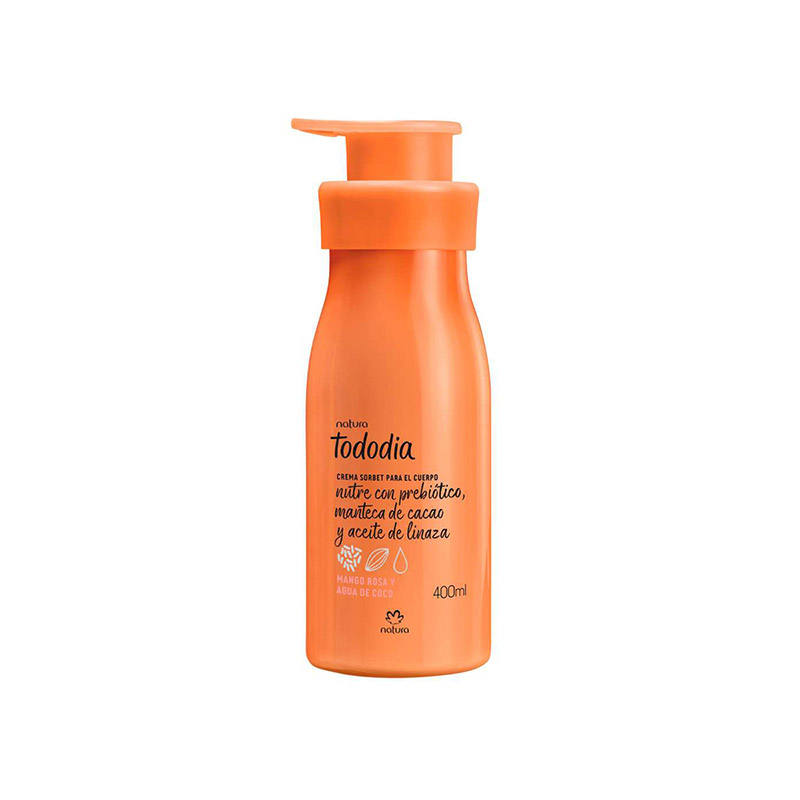 natura
Tododia
CREMA SORBET PARA EL CUERPO
nutre con prebiótico,
manteca de cacao
y aceite de linaza
MANGO ROSA Y
AGUA DE COCO
400ml
natura